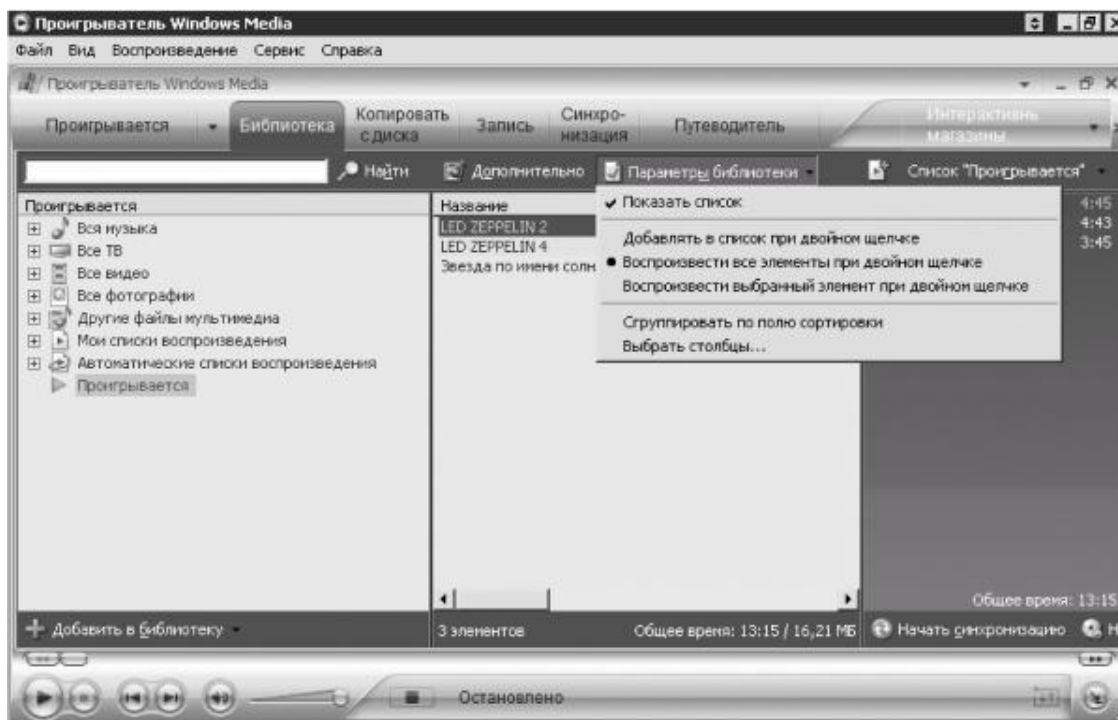 Проигрыватель Windows Media
Файл Вид Воспроизведение Сервис Справка
Проигрыватель Windows Media
Проигрывается Библиотека Копировать с диска Запись Синхро-низация Путеводитель Интерактивн магазины
Найти Дополнительно Параметры библиотеки Список "Проигрывается"
Проигрывается
Вся музыка
Все ТВ
Все видео
Все фотографии
Другие файлы мультимедиа
Мои списки воспроизведения
Автоматические списки воспроизведения
Проигрывается
Название
LED ZEPPELIN 2
LED ZEPPELIN 4
Звезда по имени солн
Показать список
Добавлять в список при двойном щелчке
Воспроизвести все элементы при двойном щелчке
Воспроизвести выбранный элемент при двойном щелчке
Сгруппировать по полю сортировки
Выбрать столбцы...
4:45
4:43
3:45
Общее время: 13:15
Добавить в библиотеку 3 элементов Общее время: 13:15 / 16,21 МБ Начать синхронизацию Н
Остановлено